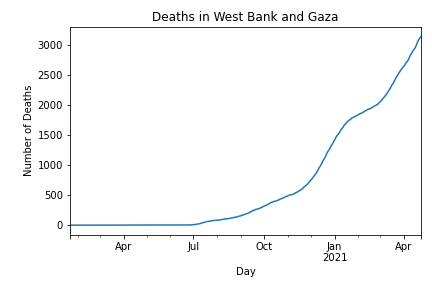 Deaths in West Bank and Gaza
3000
2500
2000
1500
1000
500
0
Number of Deaths
Apr
Jul
Oct
Jan
2021
Apr
Day